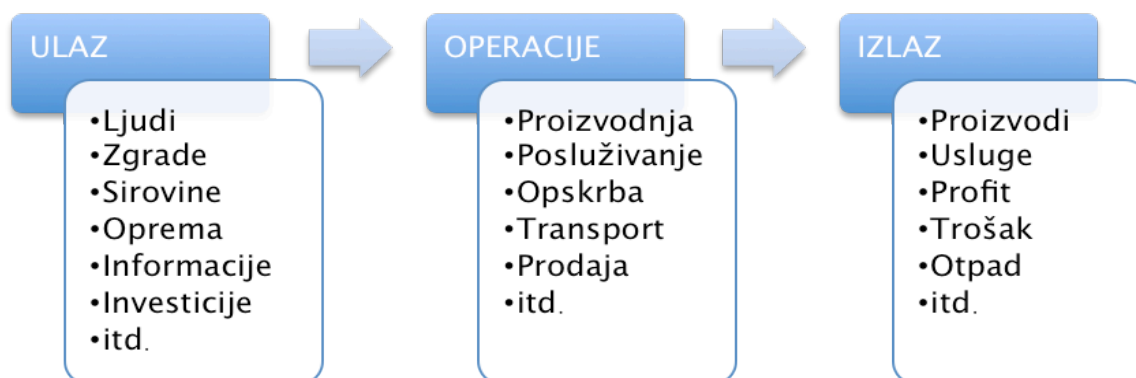 ULAZ
•Ljudi
•Zgrade
•Sirovine
•Oprema
•Informacije
•Investicije
•itd.
OPERACIJE
•Proizvodnja
•Posluživanje
•Opskrba
•Transport
•Prodaja
•itd.
IZLAZ
•Proizvodi
•Usluge
•Profit
•Trošak
•Otpad
•itd.